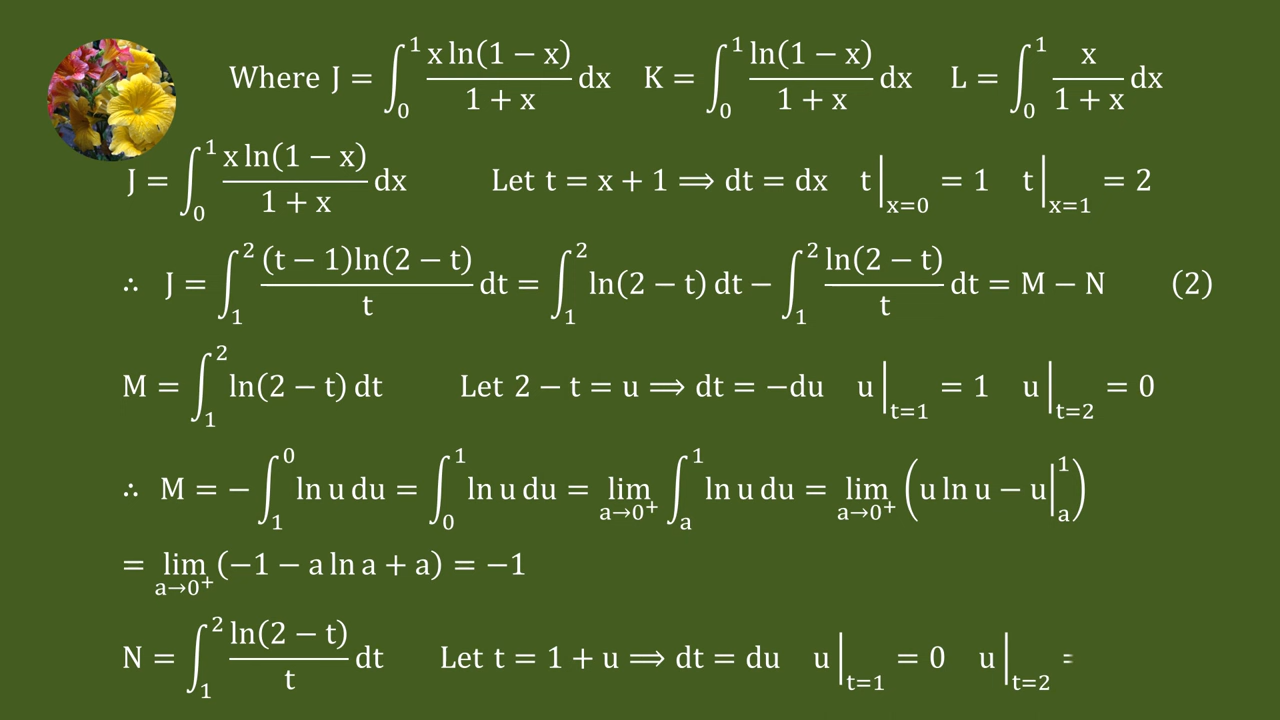 Where J = ∫₀¹ x ln(1 − x)/(1 + x) dx   K = ∫₀¹ ln(1 − x)/(1 + x) dx   L = ∫₀¹ x/(1 + x) dx
J = ∫₀¹ x ln(1 − x)/(1 + x) dx   Let t = x + 1 ⟹ dt = dx   t|ₓ₌₀ = 1   t|ₓ₌₁ = 2
∴ J = ∫₁² (t − 1)ln(2 − t)/t dt = ∫₁² ln(2 − t) dt − ∫₁² ln(2 − t)/t dt = M − N   (2)
M = ∫₁² ln(2 − t) dt   Let 2 − t = u ⟹ dt = −du   u|ₜ₌₁ = 1   u|ₜ₌₂ = 0
∴ M = −∫₁⁰ ln u du = ∫₀¹ ln u du = lim a→0⁺ ∫ₐ¹ ln u du = lim a→0⁺ (u ln u − u|ₐ¹)
= lim a→0⁺ (−1 − a ln a + a) = −1
N = ∫₁² ln(2 − t)/t dt   Let t = 1 + u ⟹ dt = du   u|ₜ₌₁ = 0   u|ₜ₌₂ =